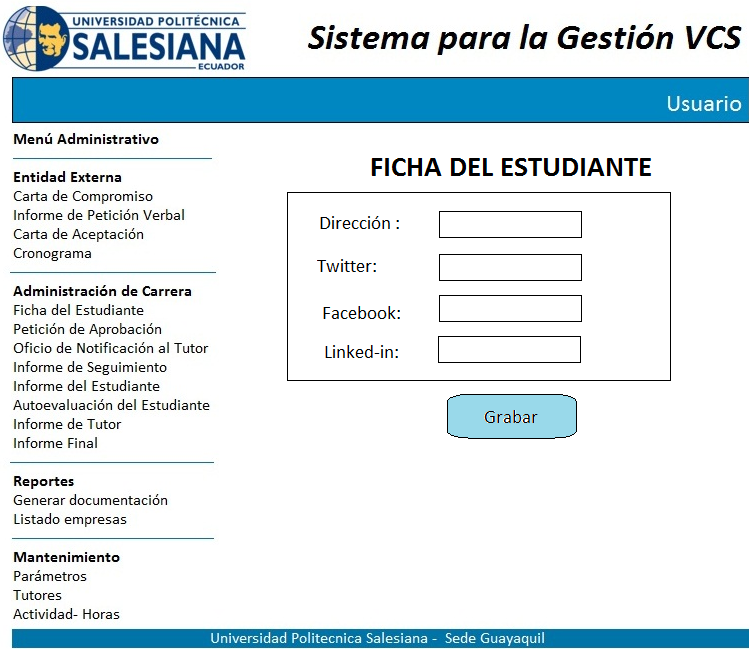 UNIVERSIDAD POLITÉCNICA
SALESIANA
ECUADOR
Sistema para la Gestión VCS
Usuario
Menú Administrativo
Entidad Externa
Carta de Compromiso
Informe de Petición Verbal
Carta de Aceptación
Cronograma
Administración de Carrera
Ficha del Estudiante
Petición de Aprobación
Oficio de Notificación al Tutor
Informe de Seguimiento
Informe del Estudiante
Autoevaluación del Estudiante
Informe de Tutor
Informe Final
Reportes
Generar documentación
Listado empresas
Mantenimiento
Parámetros
Tutores
Actividad- Horas
FICHA DEL ESTUDIANTE
Dirección :
Twitter:
Facebook:
Linked-in:
Grabar
Universidad Politecnica Salesiana - Sede Guayaquil